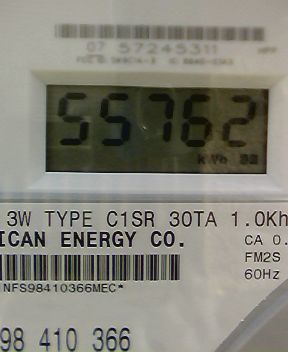 07 57245311
55762
kWh
3W TYPE C1SR 30TA 1.0Kh
ICAN ENERGY CO.
CA 0.
FM2S
60Hz
NFS98410366MEC*
98 410 366